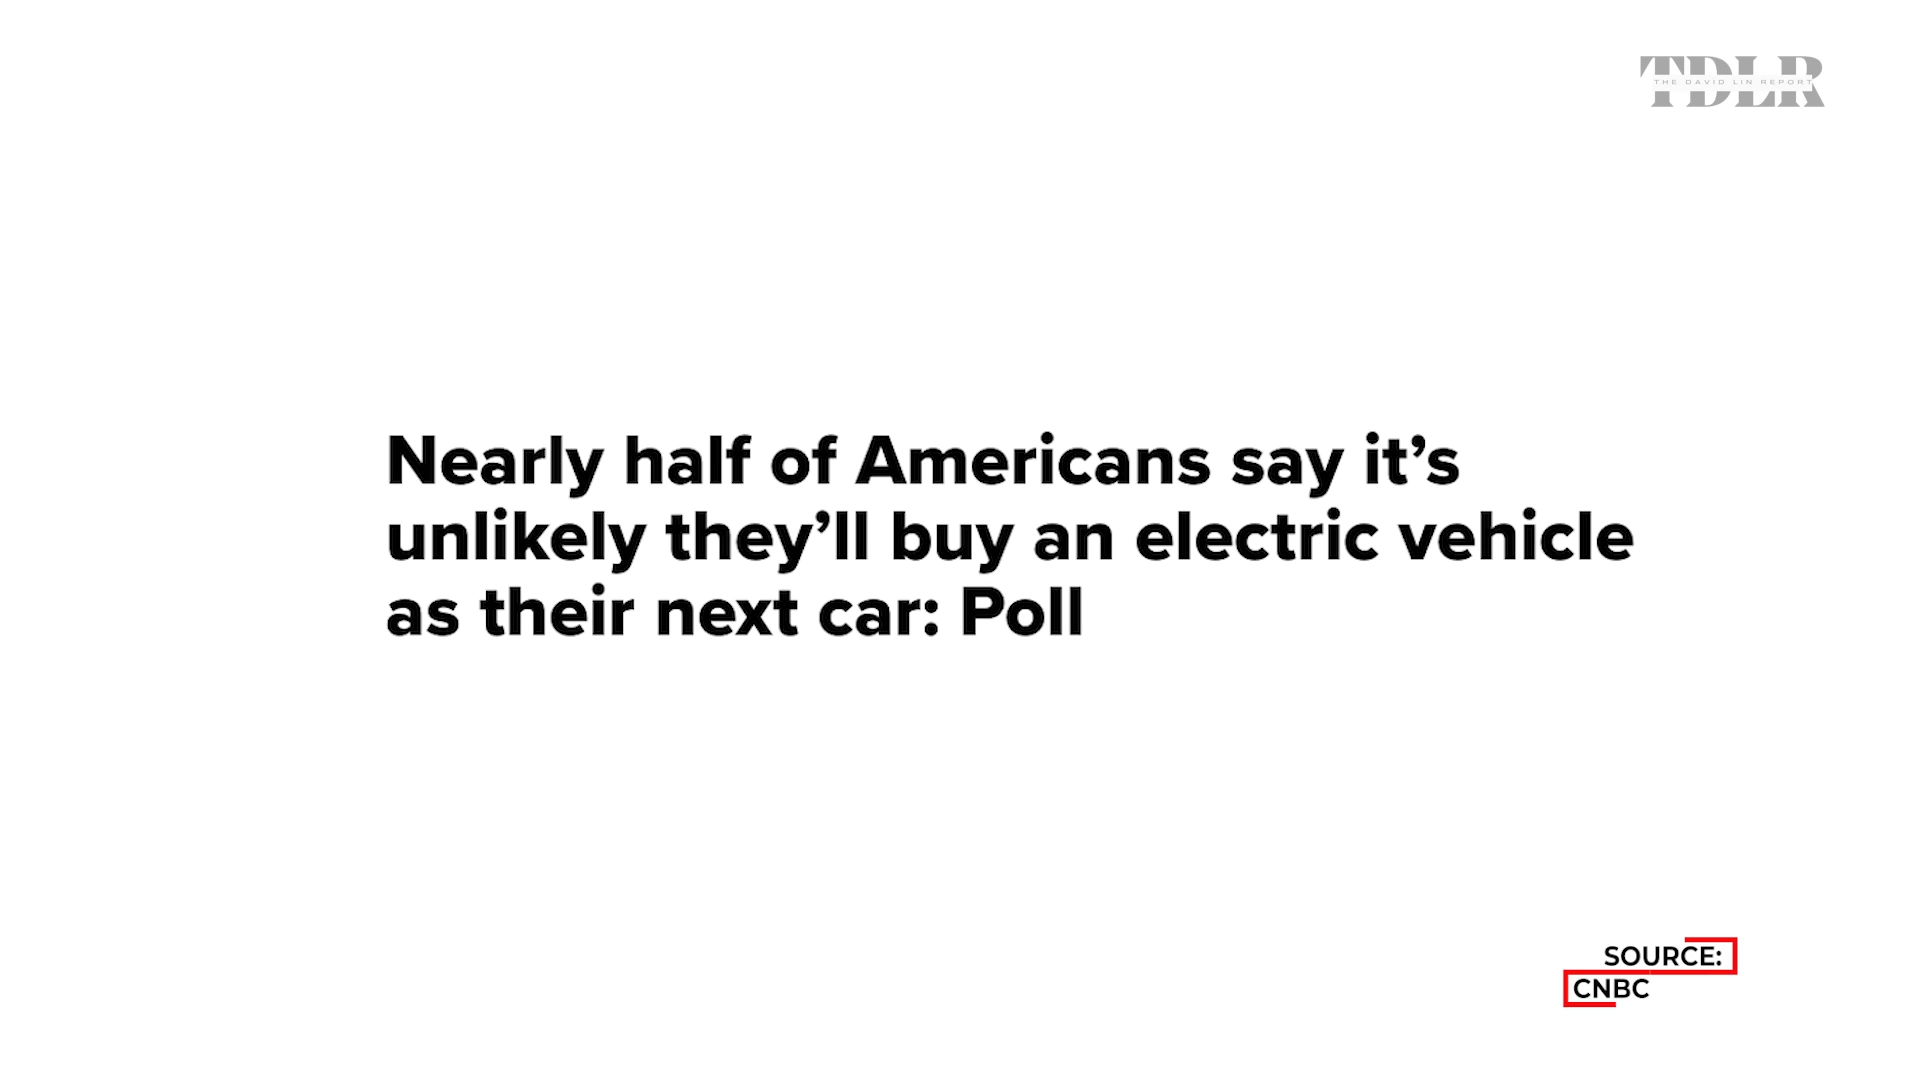 TDLR
THE DAVID LIN REPORT
Nearly half of Americans say it’s
unlikely they’ll buy an electric vehicle
as their next car: Poll
SOURCE:
CNBC